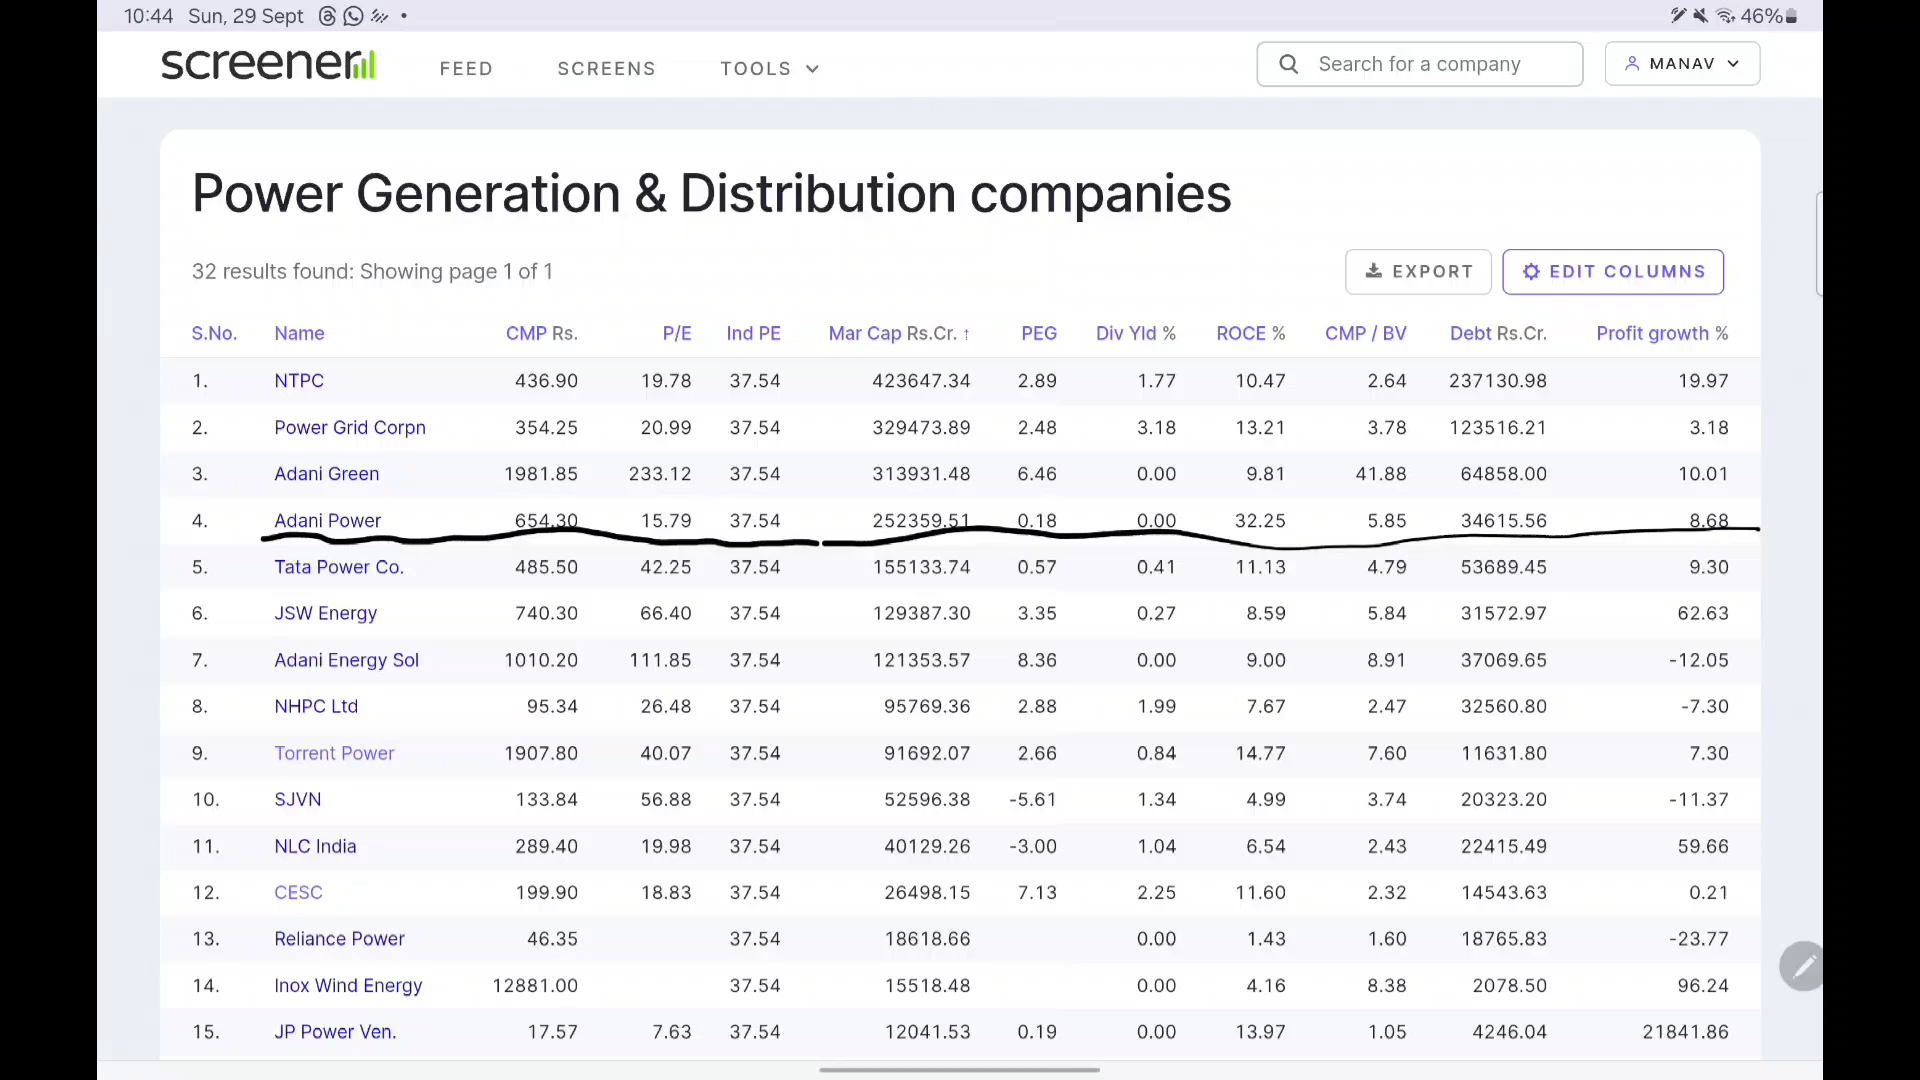 10:44 Sun, 29 Sept 46%
screener FEED SCREENS TOOLS Search for a company MANAV
Power Generation & Distribution companies
32 results found: Showing page 1 of 1 EXPORT EDIT COLUMNS
S.No. Name CMP Rs. P/E Ind PE Mar Cap Rs.Cr. ↑ PEG Div Yld % ROCE % CMP / BV Debt Rs.Cr. Profit growth %
1. NTPC 436.90 19.78 37.54 423647.34 2.89 1.77 10.47 2.64 237130.98 19.97
2. Power Grid Corpn 354.25 20.99 37.54 329473.89 2.48 3.18 13.21 3.78 123516.21 3.18
3. Adani Green 1981.85 233.12 37.54 313931.48 6.46 0.00 9.81 41.88 64858.00 10.01
4. Adani Power 654.30 15.79 37.54 252359.51 0.18 0.00 32.25 5.85 34615.56 8.68
5. Tata Power Co. 485.50 42.25 37.54 155133.74 0.57 0.41 11.13 4.79 53689.45 9.30
6. JSW Energy 740.30 66.40 37.54 129387.30 3.35 0.27 8.59 5.84 31572.97 62.63
7. Adani Energy Sol 1010.20 111.85 37.54 121353.57 8.36 0.00 9.00 8.91 37069.65 -12.05
8. NHPC Ltd 95.34 26.48 37.54 95769.36 2.88 1.99 7.67 2.47 32560.80 -7.30
9. Torrent Power 1907.80 40.07 37.54 91692.07 2.66 0.84 14.77 7.60 11631.80 7.30
10. SJVN 133.84 56.88 37.54 52596.38 -5.61 1.34 4.99 3.74 20323.20 -11.37
11. NLC India 289.40 19.98 37.54 40129.26 -3.00 1.04 6.54 2.43 22415.49 59.66
12. CESC 199.90 18.83 37.54 26498.15 7.13 2.25 11.60 2.32 14543.63 0.21
13. Reliance Power 46.35 37.54 18618.66 0.00 1.43 1.60 18765.83 -23.77
14. Inox Wind Energy 12881.00 37.54 15518.48 0.00 4.16 8.38 2078.50 96.24
15. JP Power Ven. 17.57 7.63 37.54 12041.53 0.19 0.00 13.97 1.05 4246.04 21841.86